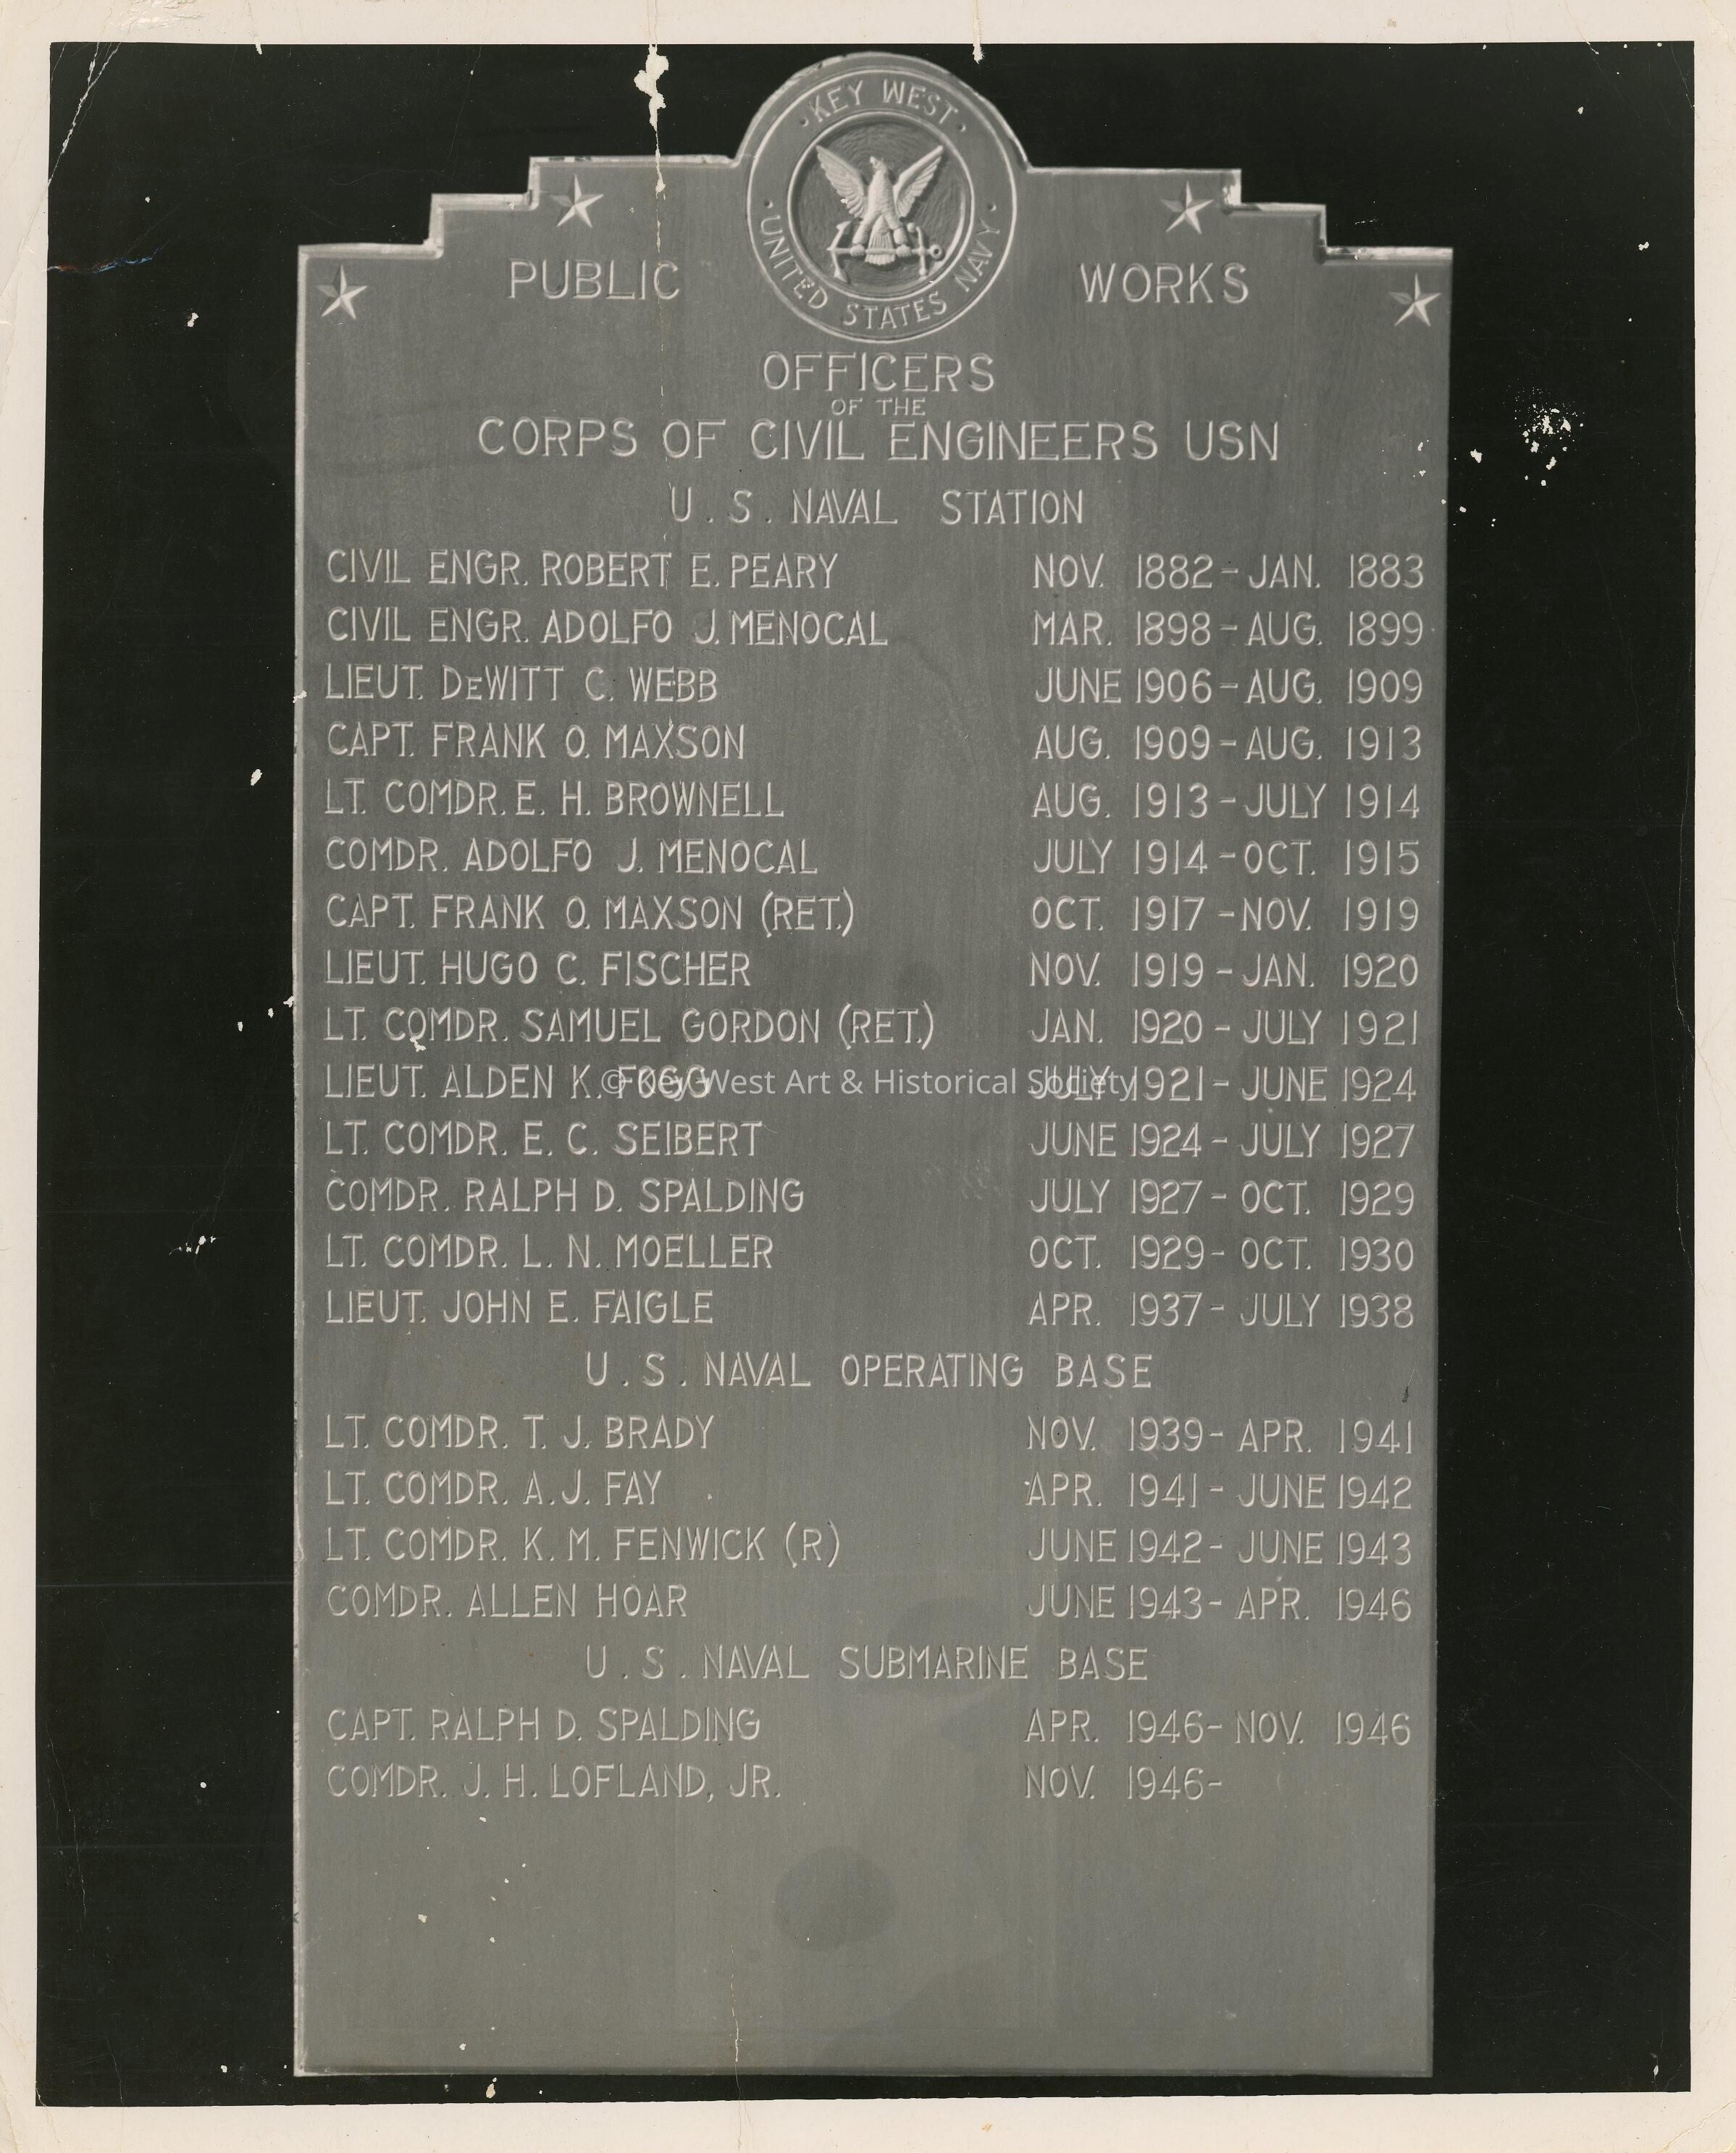 KEY WEST
UNITED STATES NAVY
PUBLIC WORKS
OFFICERS
OF THE
CORPS OF CIVIL ENGINEERS USN
U.S. NAVAL STATION
CIVIL ENGR. ROBERT E. PEARY NOV. 1882-JAN. 1883
CIVIL ENGR. ADOLFO J. MENOCAL MAR. 1898-AUG. 1899
LIEUT. DEWITT C. WEBB JUNE 1906-AUG. 1909
CAPT. FRANK O. MAXSON AUG. 1909-AUG. 1913
LT. COMDR. E. H. BROWNELL AUG. 1913-JULY 1914
COMDR. ADOLFO J. MENOCAL JULY 1914-OCT. 1915
CAPT. FRANK O. MAXSON (RET.) OCT. 1917-NOV. 1919
LIEUT. HUGO C. FISCHER NOV. 1919-JAN. 1920
LT. COMDR. SAMUEL GORDON (RET.) JAN. 1920-JULY 1921
LIEUT. ALDEN K. FOGG JULY 1921-JUNE 1924
© Key West Art & Historical Society
LT. COMDR. E. C. SEIBERT JUNE 1924-JULY 1927
COMDR. RALPH D. SPALDING JULY 1927-OCT. 1929
LT. COMDR. L. N. MOELLER OCT. 1929-OCT. 1930
LIEUT. JOHN E. FAIGLE APR. 1937-JULY 1938
U.S. NAVAL OPERATING BASE
LT. COMDR. T. J. BRADY NOV. 1939-APR. 1941
LT. COMDR. A. J. FAY APR. 1941-JUNE 1942
LT. COMDR. K. M. FENWICK (R) JUNE 1942-JUNE 1943
COMDR. ALLEN HOAR JUNE 1943-APR. 1946
U.S. NAVAL SUBMARINE BASE
CAPT. RALPH D. SPALDING APR. 1946-NOV. 1946
COMDR. J. H. LOFLAND, JR. NOV. 1946-